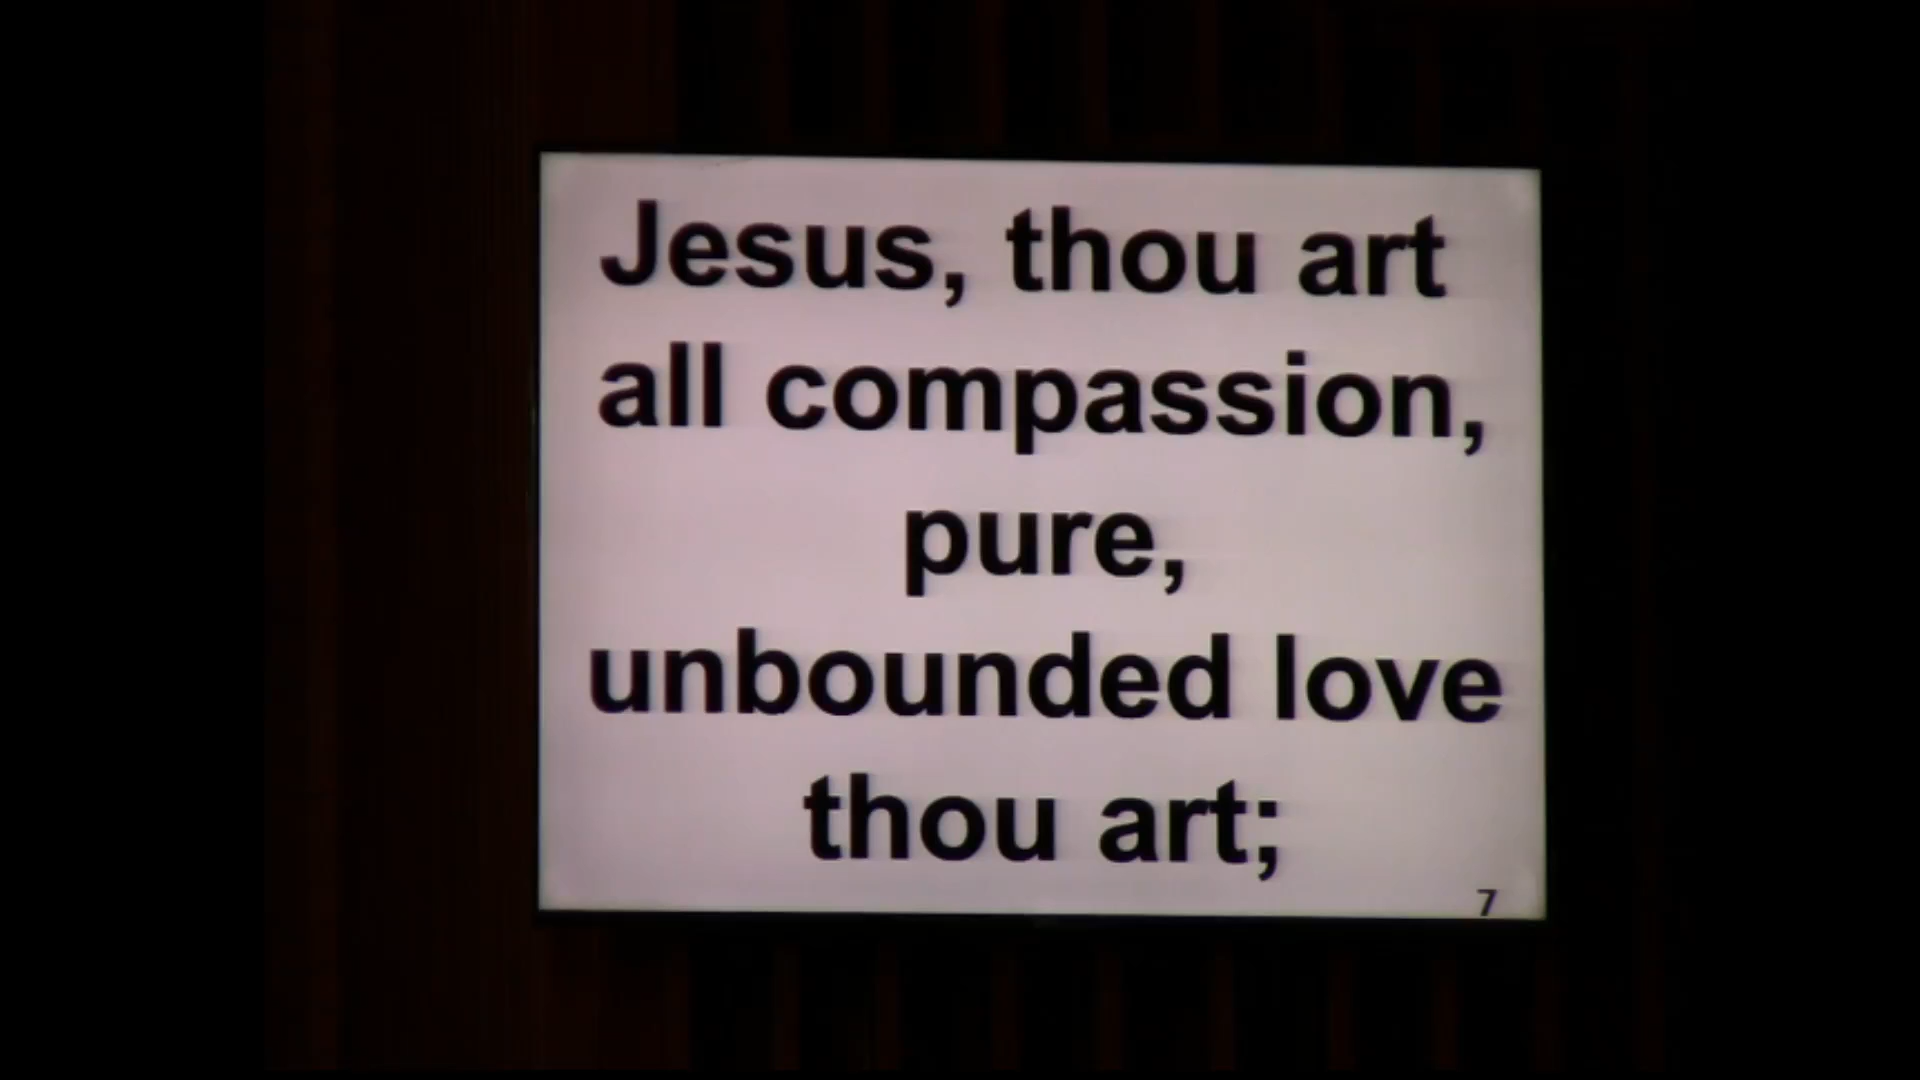 Jesus, thou art
all compassion,
pure,
unbounded love
thou art;
7